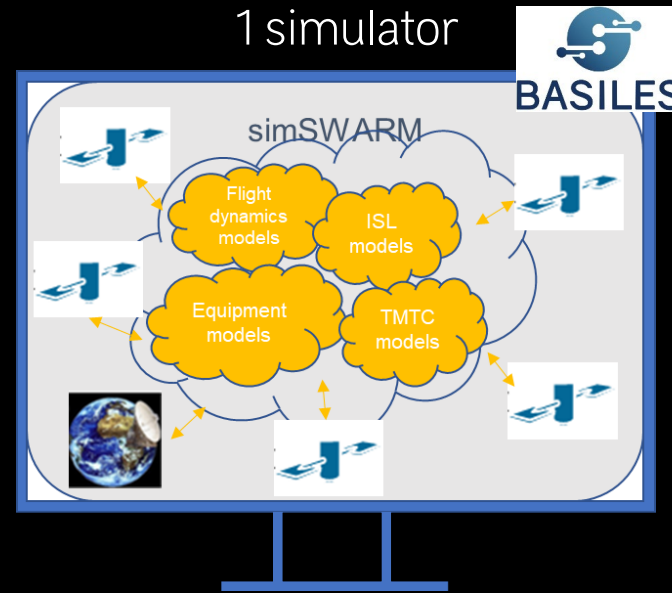 1 simulator
BASILES
simSWARM
Flight
dynamics
models
ISL
models
Equipment
models
TMTC
models